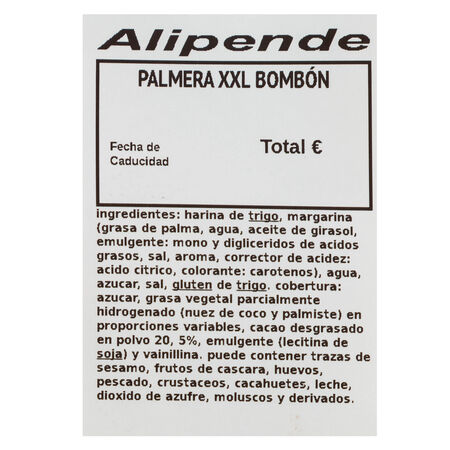 Alipende
PALMERA XXL BOMBÓN
Fecha de
Caducidad
Total €
ingredientes: harina de trigo, margarina
(grasa de palma, agua, aceite de girasol,
emulgente: mono y digliceridos de acidos
grasos, sal, aroma, corrector de acidez:
acido citrico, colorante: carotenos), agua,
azucar, sal, gluten de trigo. cobertura:
azucar, grasa vegetal parcialmente
hidrogenado (nuez de coco y palmiste) en
proporciones variables, cacao desgrasado
en polvo 20, 5%, emulgente (lecitina de
soja) y vainillina. puede contener trazas de
sesamo, frutos de cascara, huevos,
pescado, crustaceos, cacahuetes, leche,
dioxido de azufre, moluscos y derivados.